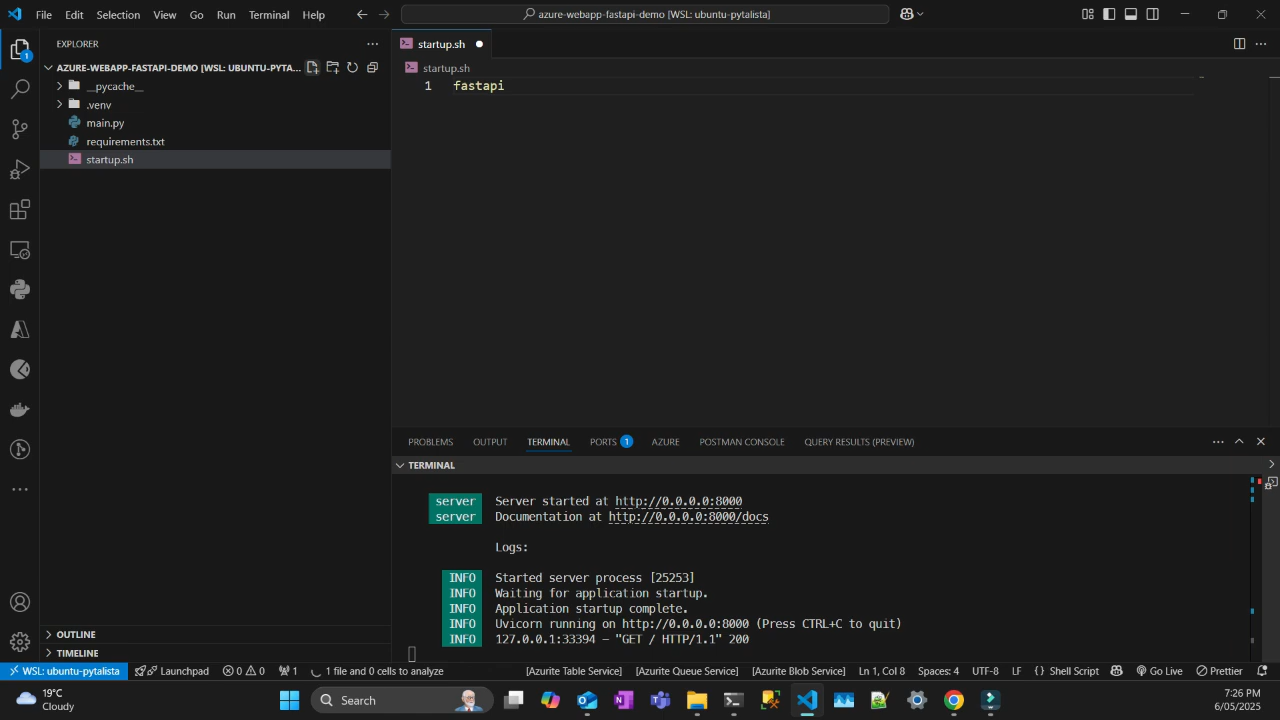 File Edit Selection View Go Run Terminal Help
azure-webapp-fastapi-demo [WSL: ubuntu-pytalista]
EXPLORER
AZURE-WEBAPP-FASTAPI-DEMO [WSL: UBUNTU-PYTA...
__pycache__
.venv
main.py
requirements.txt
startup.sh
OUTLINE
TIMELINE
1
startup.sh
startup.sh
1 fastapi
PROBLEMS OUTPUT TERMINAL PORTS 1 AZURE POSTMAN CONSOLE QUERY RESULTS (PREVIEW)
TERMINAL
server Server started at http://0.0.0.0:8000
server Documentation at http://0.0.0.0:8000/docs
Logs:
INFO Started server process [25253]
INFO Waiting for application startup.
INFO Application startup complete.
INFO Uvicorn running on http://0.0.0.0:8000 (Press CTRL+C to quit)
INFO 127.0.0.1:33394 - "GET / HTTP/1.1" 200
WSL: ubuntu-pytalista Launchpad 0 0 1 1 file and 0 cells to analyze [Azurite Table Service] [Azurite Queue Service] [Azurite Blob Service] Ln 1, Col 8 Spaces: 4 UTF-8 LF { } Shell Script Go Live Prettier
19°C
Cloudy
Search
7:26 PM
6/05/2025